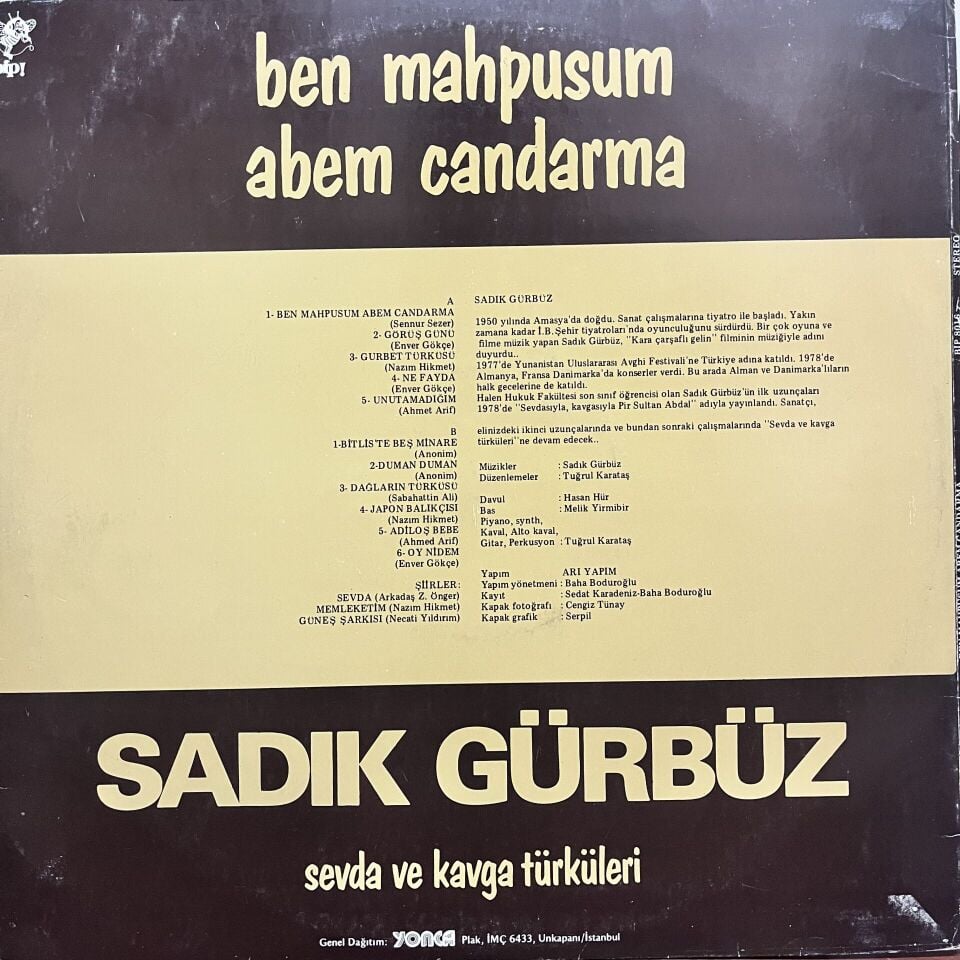 ben mahpusum
abem candarma
A
1- BEN MAHPUSUM ABEM CANDARMA
(Sennur Sezer)
2- GÖRÜŞ GÜNÜ
(Enver Gökçe)
3- GURBET TÜRKÜSÜ
(Nazım Hikmet)
4- NE FAYDA
(Enver Gökçe)
5- UNUTAMADIĞIM
(Ahmet Arif)
B
1-BİTLİS'TE BEŞ MİNARE
(Anonim)
2-DUMAN DUMAN
(Anonim)
3- DAĞLARIN TÜRKÜSÜ
(Sabahattin Ali)
4- JAPON BALIKÇISI
(Nazım Hikmet)
5- ADİLOŞ BEBE
(Ahmed Arif)
6- OY NİDEM
(Enver Gökçe)
ŞİİRLER:
SEVDA (Arkadaş Z. Önger)
MEMLEKETİM (Nazım Hikmet)
GÜNEŞ ŞARKISI (Necati Yıldırım)
SADIK GÜRBÜZ
1950 yılında Amasya'da doğdu. Sanat çalışmalarına tiyatro ile başladı. Yakın
zamana kadar İ.B.Şehir tiyatroları'nda oyunculuğunu sürdürdü. Bir çok oyuna ve
filme müzik yapan Sadık Gürbüz, "Kara çarşaflı gelin" filminin müziğiyle adını
duyurdu..
1977'de Yunanistan Uluslararası Avghi Festivali'ne Türkiye adına katıldı. 1978'de
Almanya, Fransa Danimarka'da konserler verdi. Bu arada Alman ve Danimarka'lıların
halk gecelerine de katıldı.
Halen Hukuk Fakültesi son sınıf öğrencisi olan Sadık Gürbüz'ün ilk uzunçaları
1978'de "Sevdasıyla, kavgasıyla Pir Sultan Abdal" adıyla yayınlandı. Sanatçı,
elinizdeki ikinci uzunçalarında ve bundan sonraki çalışmalarında "Sevda ve kavga
türküleri"ne devam edecek..
Müzikler : Sadık Gürbüz
Düzenlemeler : Tuğrul Karataş
Davul : Hasan Hür
Bas : Melik Yirmibir
Piyano, synth,
Kaval, Alto kaval,
Gitar, Perkusyon : Tuğrul Karataş
Yapım ARI YAPIM
Yapım yönetmeni : Baha Boduroğlu
Kayıt : Sedat Karadeniz-Baha Boduroğlu
Kapak fotoğrafı : Cengiz Tünay
Kapak grafik : Serpil
STEREO
SADIK GÜRBÜZ
sevda ve kavga türküleri
Genel Dağıtım: YONCA Plak, İMÇ 6433, Unkapanı/İstanbul